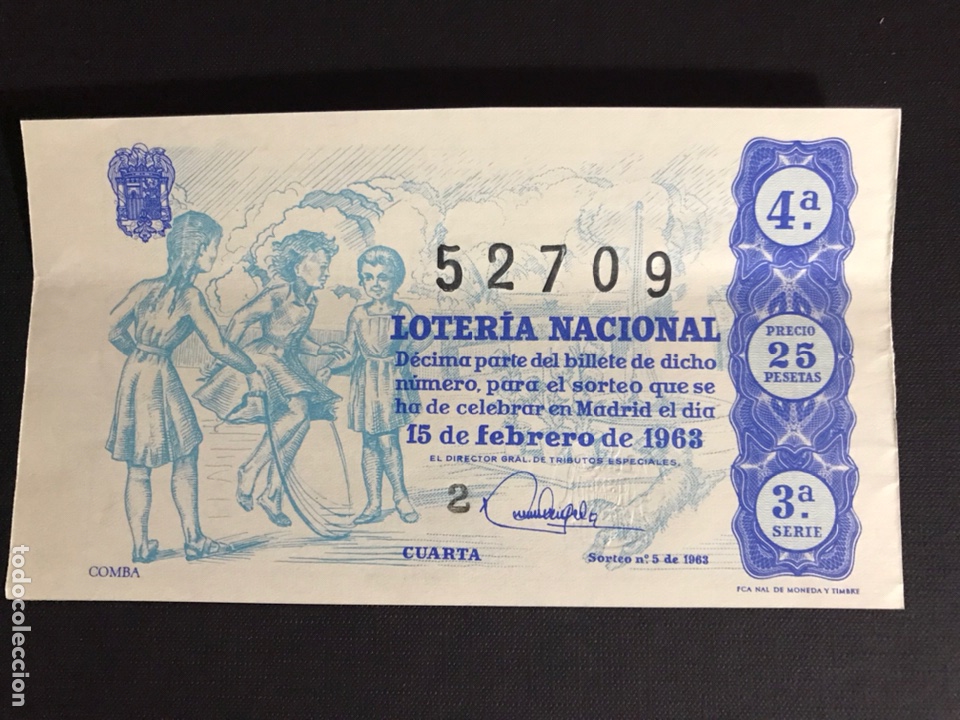 52709
LOTERÍA NACIONAL
Décima parte del billete de dicho
número, para el sorteo que se
ha de celebrar en Madrid el día
15 de febrero de 1963
EL DIRECTOR GRAL. DE TRIBUTOS ESPECIALES,
2
CUARTA
Sorteo nº. 5 de 1963
COMBA
4.ª
PRECIO
25
PESETAS
3.ª
SERIE
FCA NAL DE MONEDA Y TIMBRE
todocoleccion